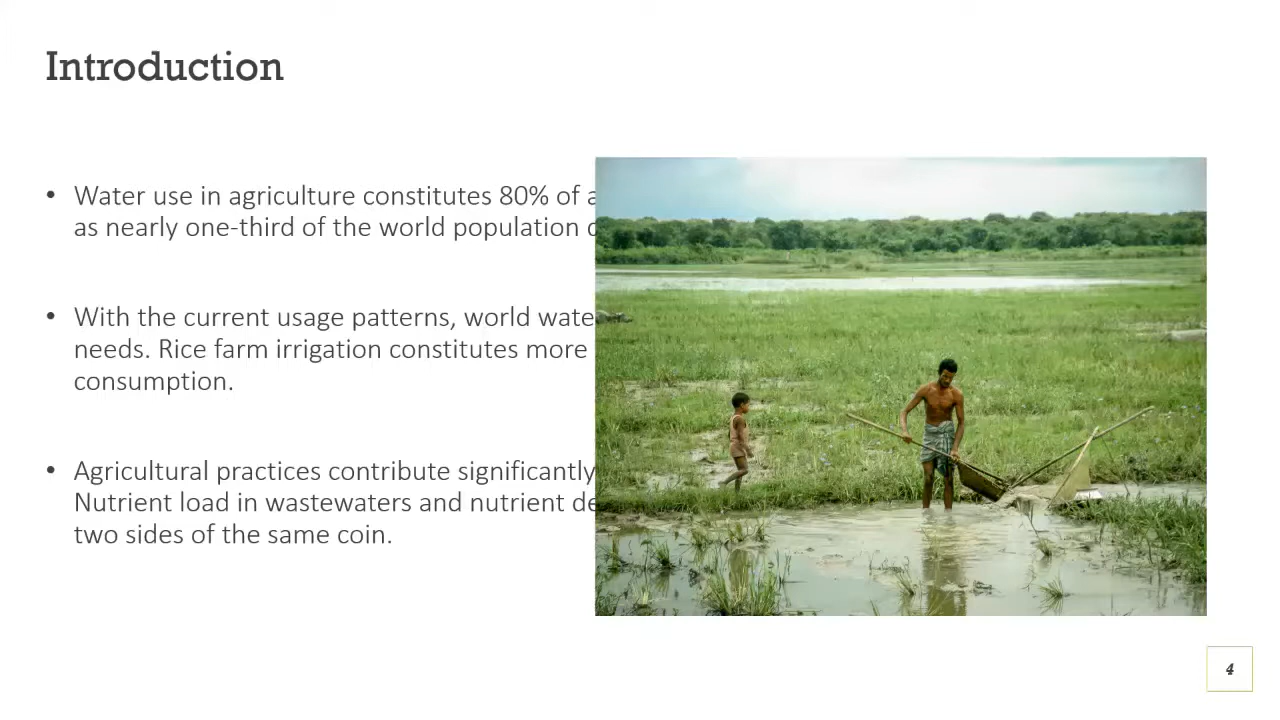 Introduction
• Water use in agriculture constitutes 80% of
as nearly one-third of the world population
• With the current usage patterns, world
needs. Rice farm irrigation constitutes more
consumption.
• Agricultural practices contribute significantly
Nutrient load in wastewaters and nutrient
two sides of the same coin.
4